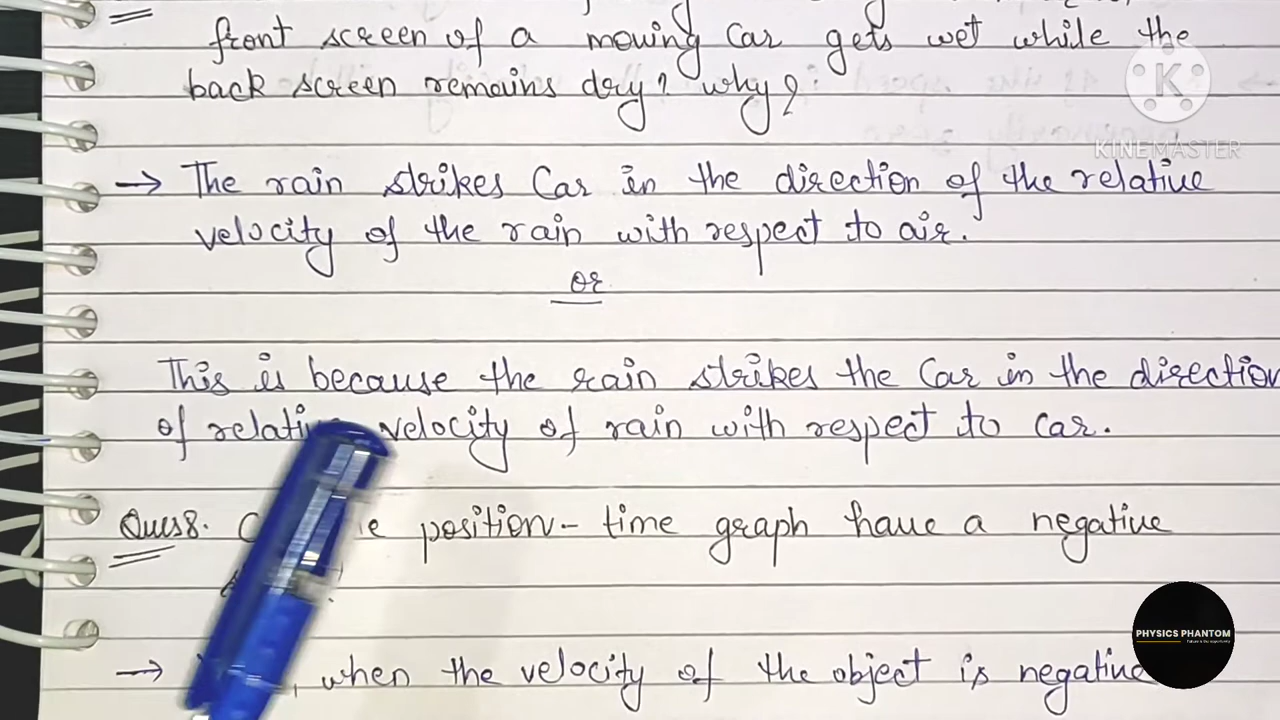 front screen of a moving car gets wet while the
back screen remains dry? why?
K
KINEMASTER
→ The rain strikes Car in the direction of the relative
velocity of the rain with respect to air.
or
This is because the rain strikes the Car in the direction
of velocity of rain with respect to car.
Ques8. position- time graph have a negative
PHYSICS PHANTOM
→ , when the velocity of the object is negative